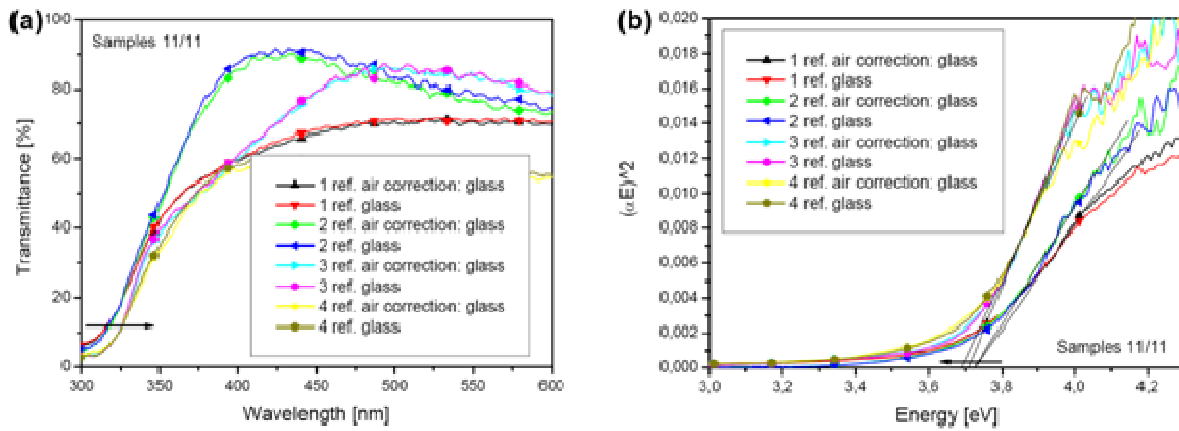 (a)
Samples 11/11
Transmittance [%]
100
80
60
40
20
0
1 ref. air correction: glass
1 ref. glass
2 ref. air correction: glass
2 ref. glass
3 ref. air correction: glass
3 ref. glass
4 ref. air correction: glass
4 ref. glass
300 350 400 450 500 550 600
Wavelength [nm]
(b)
(αE)^2
0,020
0,018
0,016
0,014
0,012
0,010
0,008
0,006
0,004
0,002
0,000
1 ref. air correction: glass
1 ref. glass
2 ref. air correction: glass
2 ref. glass
3 ref. air correction: glass
3 ref. glass
4 ref. air correction: glass
4 ref. glass
Samples 11/11
3,0 3,2 3,4 3,6 3,8 4,0 4,2
Energy [eV]